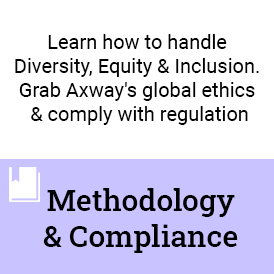 Learn how to handle
Diversity, Equity & Inclusion.
Grab Axway's global ethics
& comply with regulation
Methodology
& Compliance